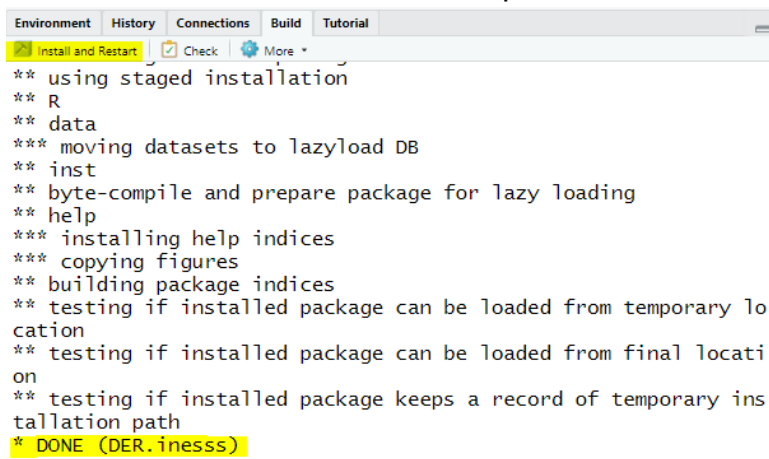 Environment History Connections Build Tutorial
Install and Restart Check More
** using staged installation
** R
** data
*** moving datasets to lazyload DB
** inst
** byte-compile and prepare package for lazy loading
** help
*** installing help indices
*** copying figures
** building package indices
** testing if installed package can be loaded from temporary lo
cation
** testing if installed package can be loaded from final locati
on
** testing if installed package keeps a record of temporary ins
tallation path
* DONE (DER.inesss)